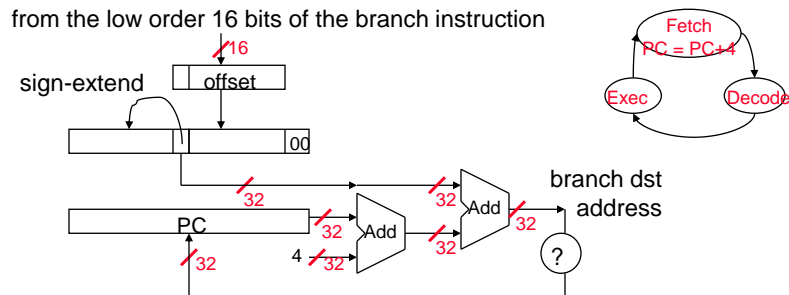 from the low order 16 bits of the branch instruction
16
offset
sign-extend
00
Fetch
PC = PC+4
Exec
Decode
32
32
32
PC
32
Add
Add
32
32
branch dst
address
32
4
32
?